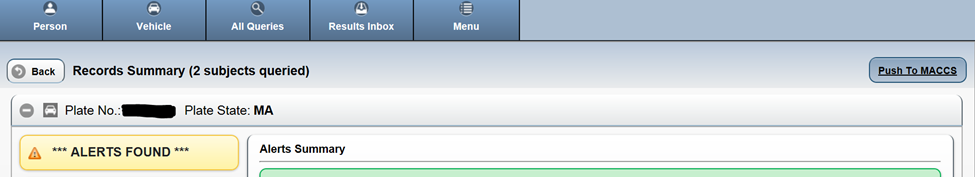 Person Vehicle All Queries Results Inbox Menu
Back Records Summary (2 subjects queried) Push To MACCS
Plate No.: Plate State: MA
*** ALERTS FOUND *** Alerts Summary